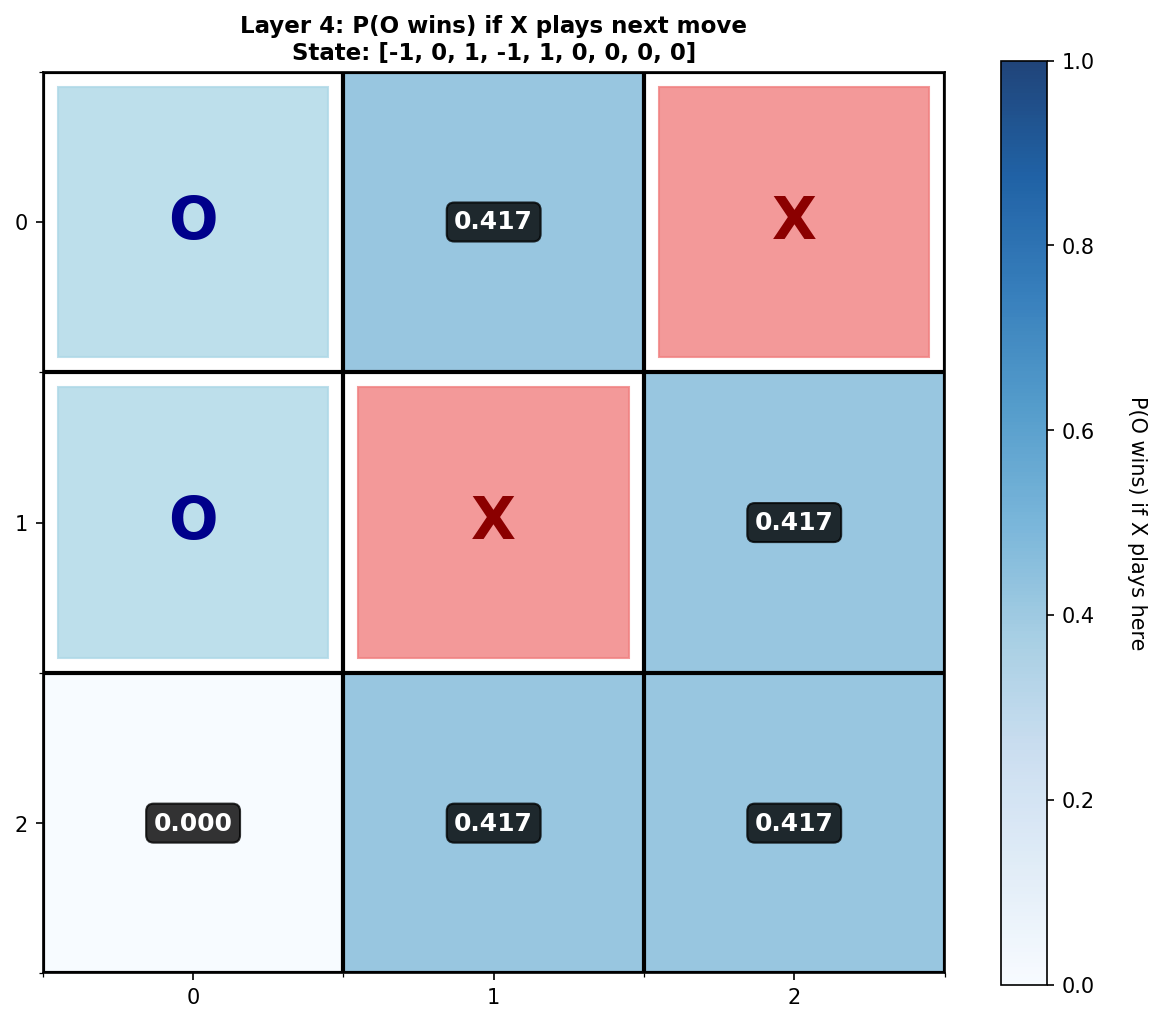 Layer 4: P(O wins) if X plays next move
State: [-1, 0, 1, -1, 1, 0, 0, 0, 0]
O
0.417
X
O
X
0.417
0.000
0.417
0.417
0
1
2
0
1
2
1.0
0.8
0.6
0.4
0.2
0.0
P(O wins) if X plays here